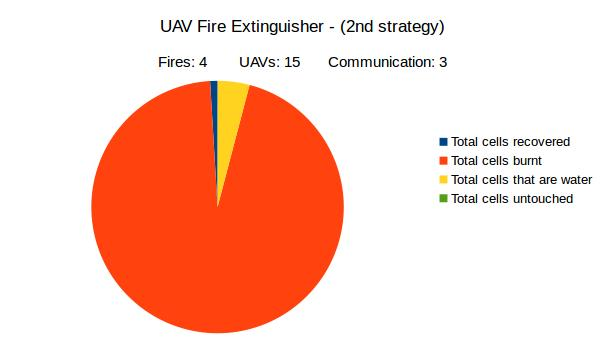 UAV Fire Extinguisher - (2nd strategy)
Fires: 4 UAVs: 15 Communication: 3
Total cells recovered
Total cells burnt
Total cells that are water
Total cells untouched